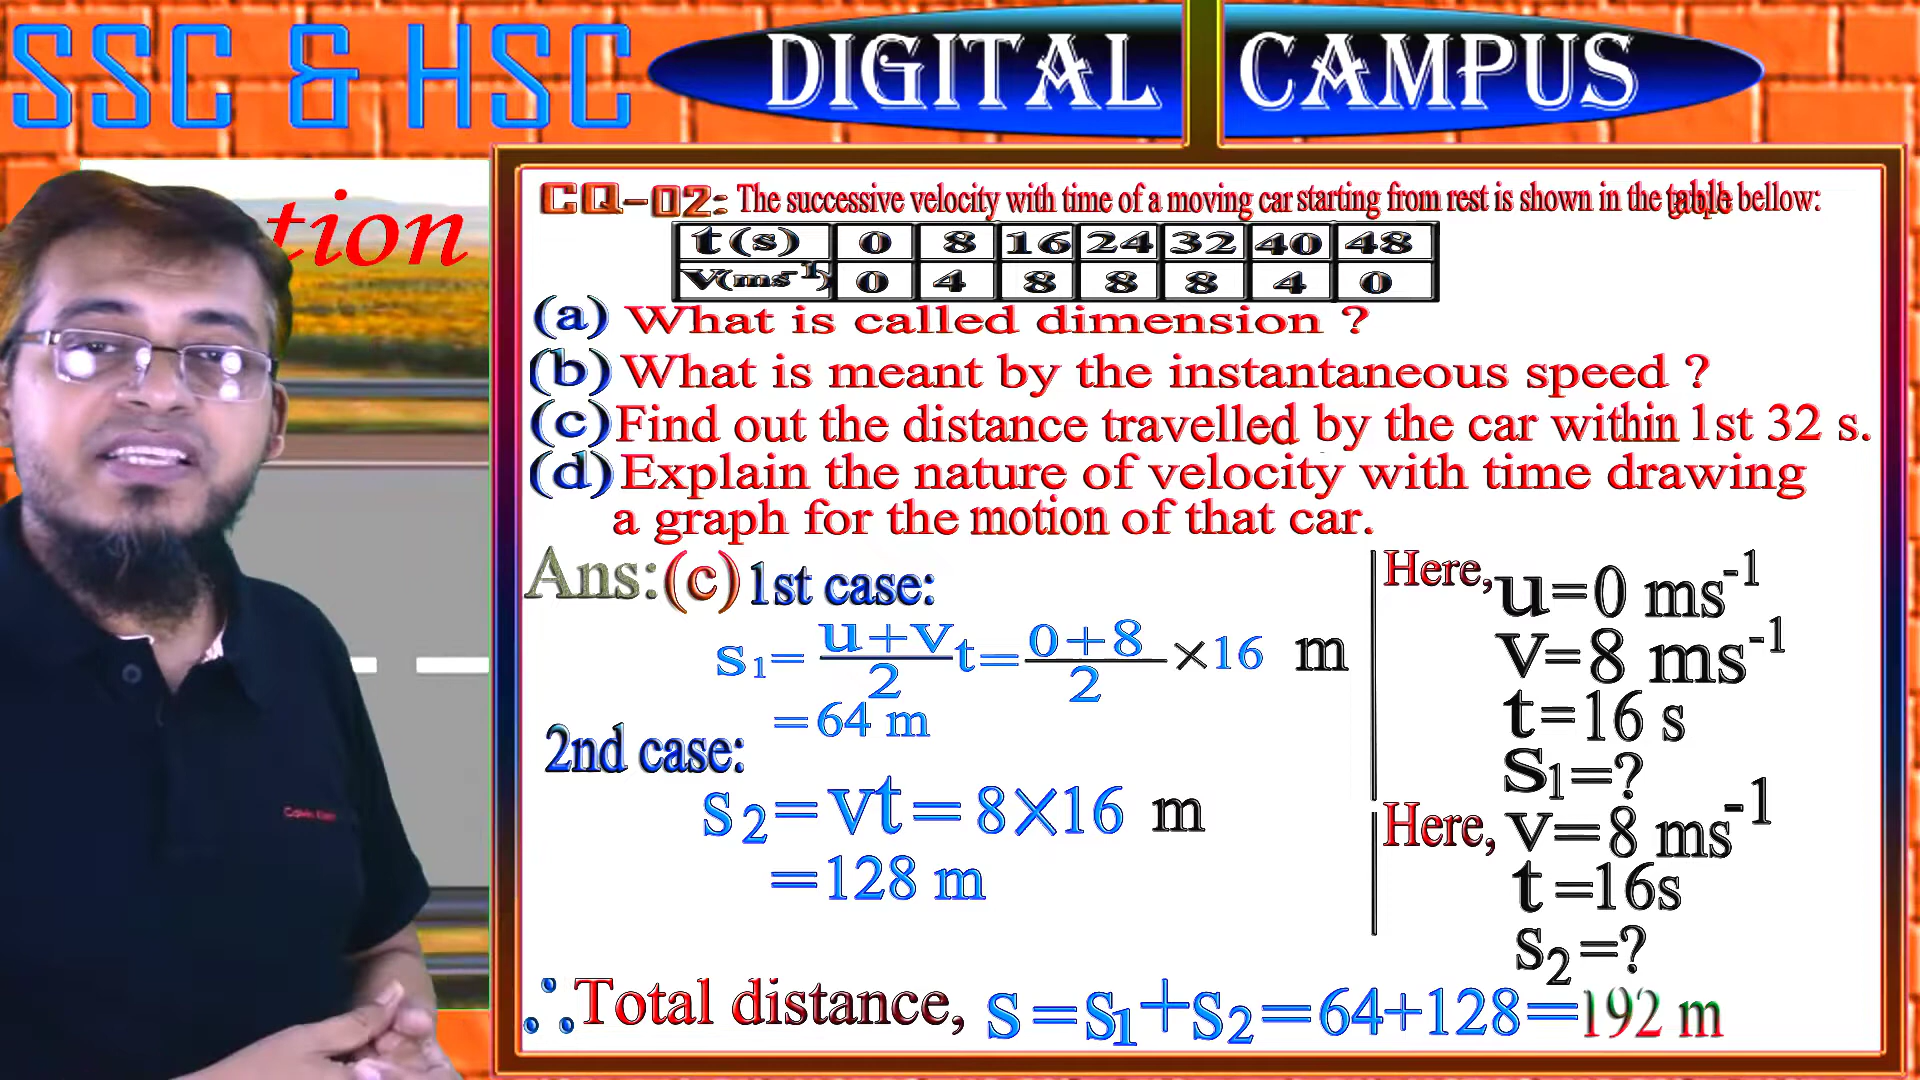 SSC & HSC DIGITAL CAMPUS
tion
CQ-02: The successive velocity with time of a moving car starting from rest is shown in the table bellow:
t(s) 0 8 16 24 32 40 48
V(ms⁻¹) 0 4 8 8 8 4 0
(a) What is called dimension ?
(b) What is meant by the instantaneous speed ?
(c) Find out the distance travelled by the car within 1st 32 s.
(d) Explain the nature of velocity with time drawing
a graph for the motion of that car.
Ans:(c) 1st case:
s₁= (u+v)/2 t= (0+8)/2 ×16 m
=64 m
2nd case:
s₂=vt=8×16 m
=128 m
Here, u=0 ms⁻¹
v=8 ms⁻¹
t=16 s
s₁=?
Here, v=8 ms⁻¹
t=16s
s₂=?
∴Total distance, s=s₁+s₂=64+128=192 m